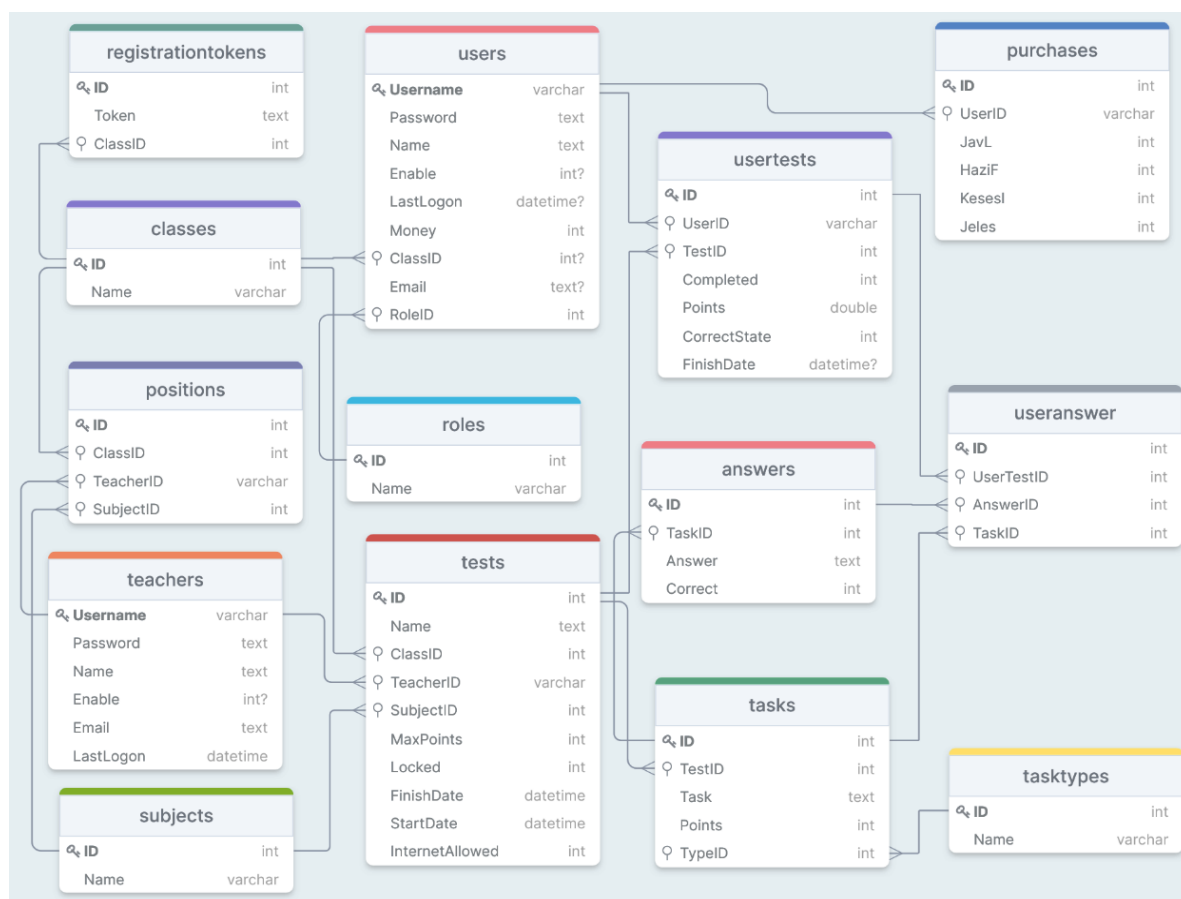 registrationtokens
ID int
Token text
ClassID int
users
Username varchar
Password text
Name text
Enable int?
LastLogon datetime?
Money int
ClassID int?
Email text?
RoleID int
purchases
ID int
UserID varchar
JavL int
HaziF int
KesesI int
Jeles int
usertests
ID int
UserID varchar
TestID int
Completed int
Points double
CorrectState int
FinishDate datetime?
classes
ID int
Name varchar
positions
ID int
ClassID int
TeacherID varchar
SubjectID int
roles
ID int
Name varchar
useranswer
ID int
UserTestID int
AnswerID int
TaskID int
answers
ID int
TaskID int
Answer text
Correct int
teachers
Username varchar
Password text
Name text
Enable int?
Email text
LastLogon datetime
tests
ID int
Name text
ClassID int
TeacherID varchar
SubjectID int
MaxPoints int
Locked int
FinishDate datetime
StartDate datetime
InternetAllowed int
tasks
ID int
TestID int
Task text
Points int
TypeID int
tasktypes
ID int
Name varchar
subjects
ID int
Name varchar